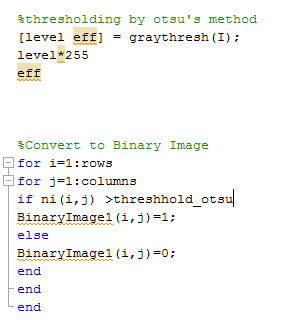 %thresholding by otsu's method
[level eff] = graythresh(I);
level*255
eff
%Convert to Binary Image
for i=1:rows
for j=1:columns
if ni(i,j) >threshhold_otsu
BinaryImage1(i,j)=1;
else
BinaryImage1(i,j)=0;
end
end
end